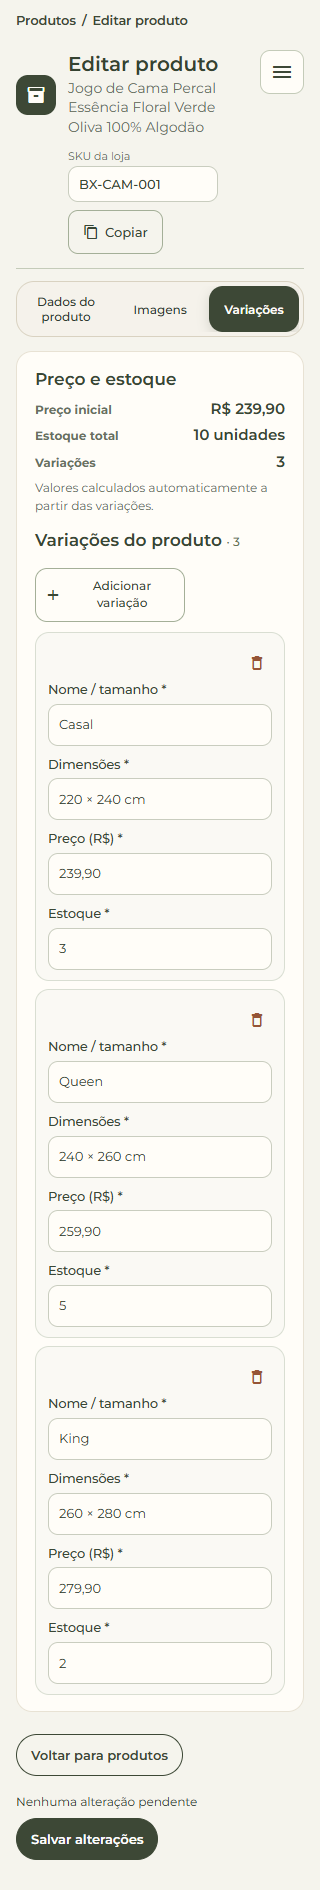 Produtos / Editar produto
Editar produto
Jogo de Cama Percal
Essência Floral Verde
Oliva 100% Algodão
SKU da loja
BX-CAM-001
Copiar
Dados do
produto
Imagens
Variações
Preço e estoque
Preço inicial R$ 239,90
Estoque total 10 unidades
Variações 3
Valores calculados automaticamente a
partir das variações.
Variações do produto · 3
+ Adicionar
variação
Nome / tamanho *
Casal
Dimensões *
220 × 240 cm
Preço (R$) *
239,90
Estoque *
3
Nome / tamanho *
Queen
Dimensões *
240 × 260 cm
Preço (R$) *
259,90
Estoque *
5
Nome / tamanho *
King
Dimensões *
260 × 280 cm
Preço (R$) *
279,90
Estoque *
2
Voltar para produtos
Nenhuma alteração pendente
Salvar alterações